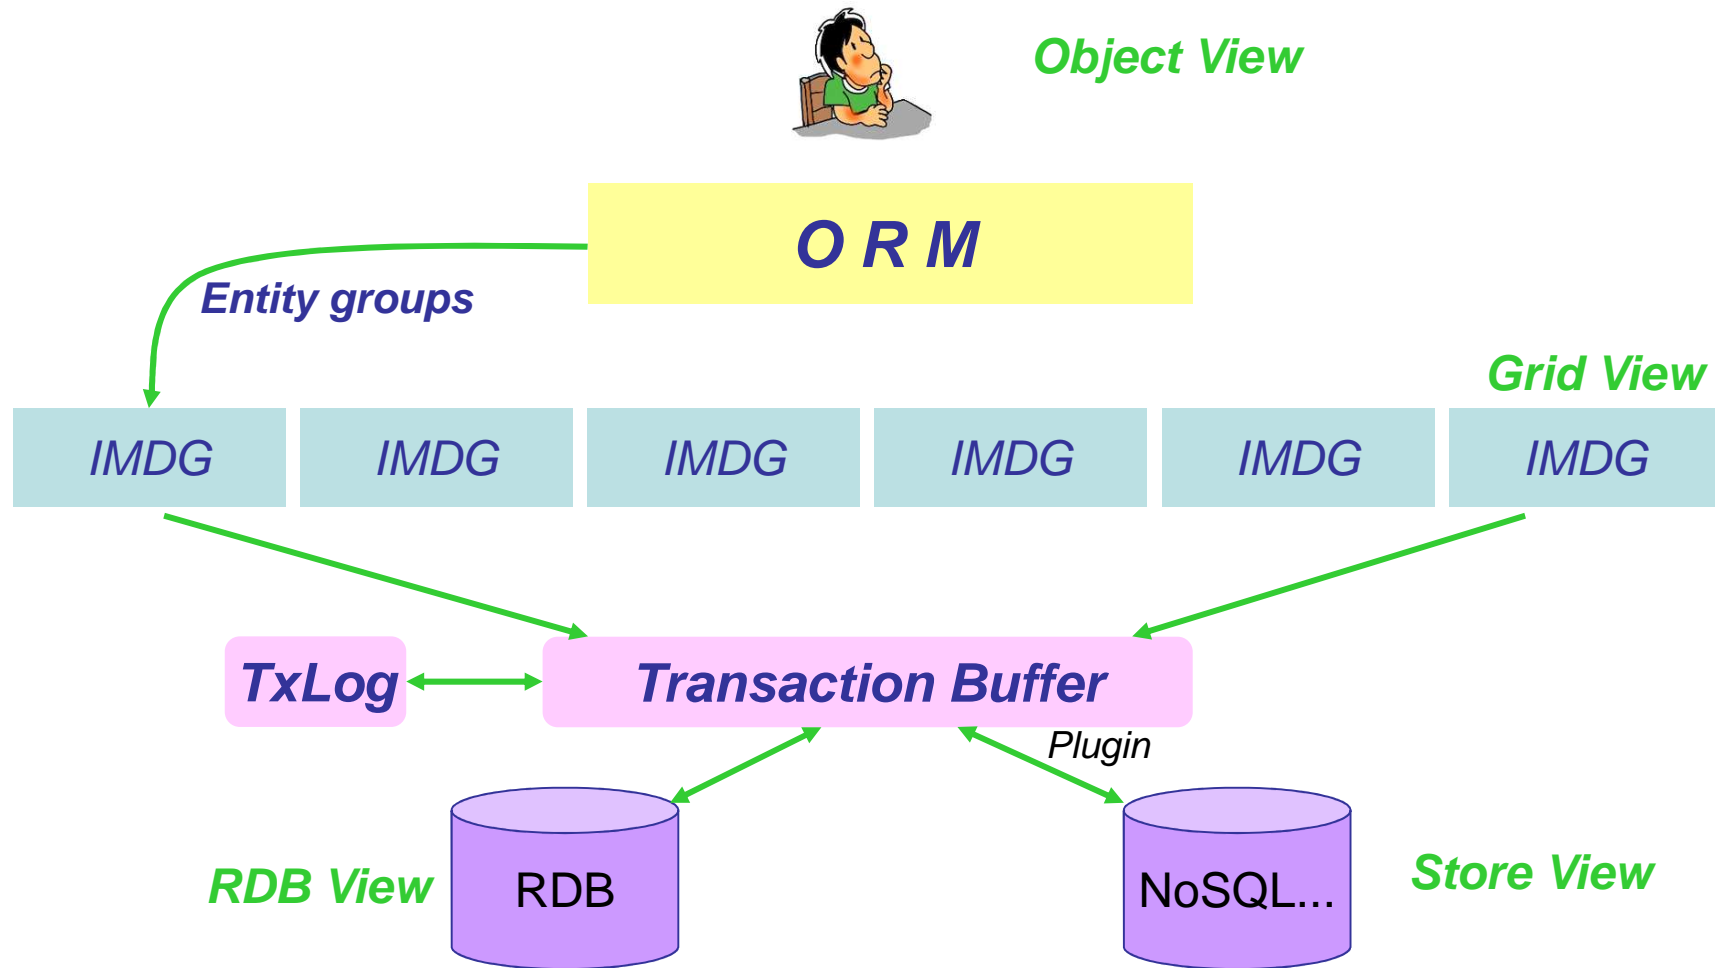 Object View
O R M
Entity groups
Grid View
IMDG IMDG IMDG IMDG IMDG IMDG
TxLog
Transaction Buffer
Plugin
RDB View
RDB
NoSQL...
Store View